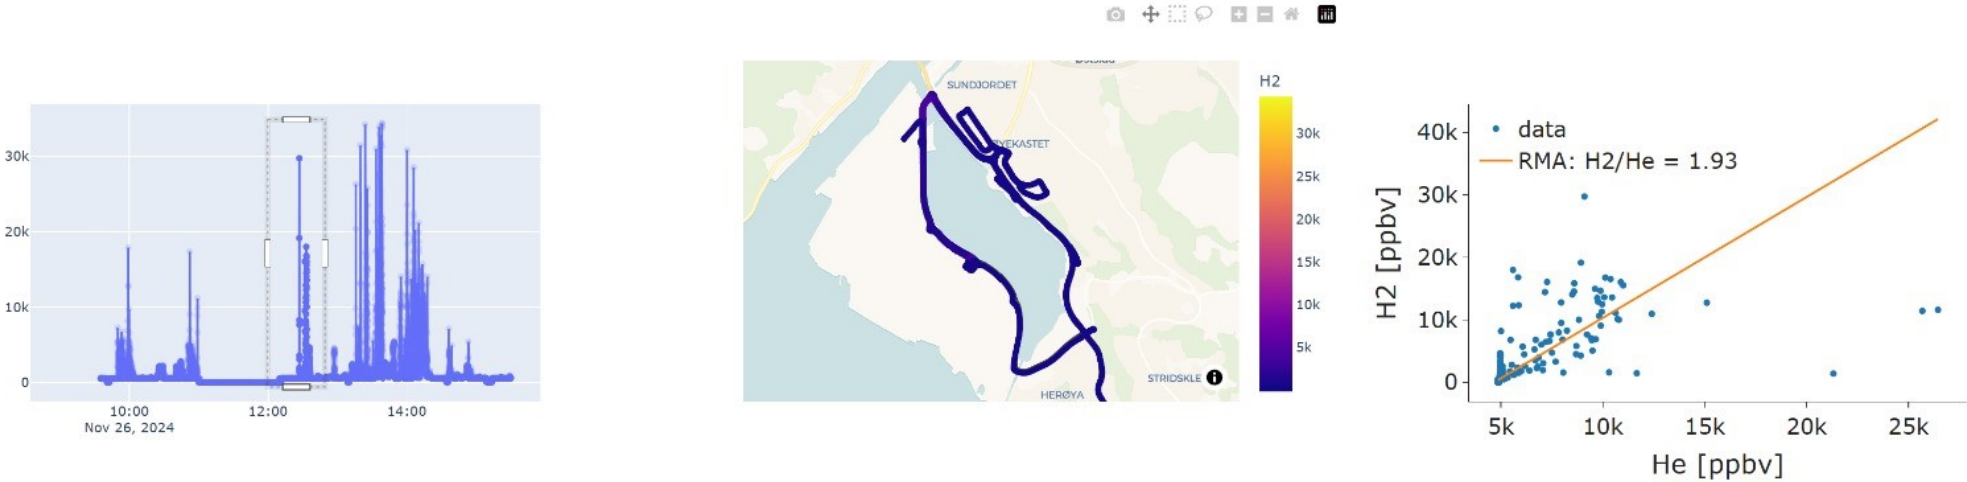 30k
20k
10k
0
10:00
12:00
14:00
Nov 26, 2024
SUNDJORDET
ØYEKASTET
STRIDSKLE
HERØYA
H2
30k
25k
20k
15k
10k
5k
data
RMA: H2/He = 1.93
H2 [ppbv]
40k
30k
20k
10k
0
5k
10k
15k
20k
25k
He [ppbv]